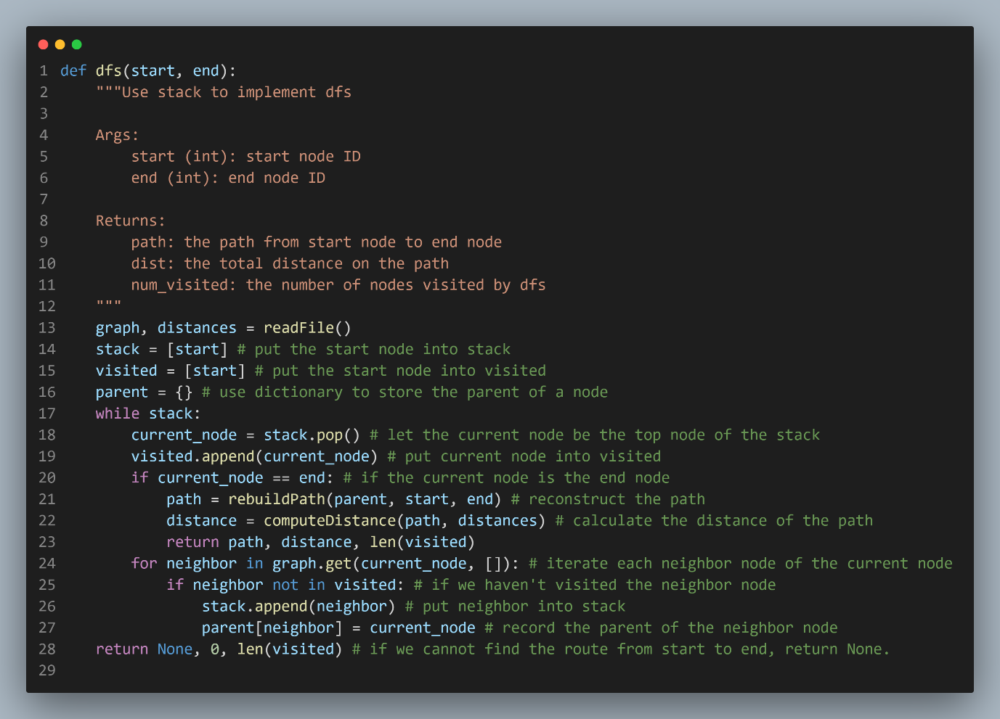 1 def dfs(start, end):
2     """Use stack to implement dfs
3
4     Args:
5         start (int): start node ID
6         end (int): end node ID
7
8     Returns:
9         path: the path from start node to end node
10         dist: the total distance on the path
11         num_visited: the number of nodes visited by dfs
12     """
13     graph, distances = readFile()
14     stack = [start] # put the start node into stack
15     visited = [start] # put the start node into visited
16     parent = {} # use dictionary to store the parent of a node
17     while stack:
18         current_node = stack.pop() # let the current node be the top node of the stack
19         visited.append(current_node) # put current node into visited
20         if current_node == end: # if the current node is the end node
21             path = rebuildPath(parent, start, end) # reconstruct the path
22             distance = computeDistance(path, distances) # calculate the distance of the path
23             return path, distance, len(visited)
24         for neighbor in graph.get(current_node, []): # iterate each neighbor node of the current node
25             if neighbor not in visited: # if we haven't visited the neighbor node
26                 stack.append(neighbor) # put neighbor into stack
27                 parent[neighbor] = current_node # record the parent of the neighbor node
28     return None, 0, len(visited) # if we cannot find the route from start to end, return None.
29